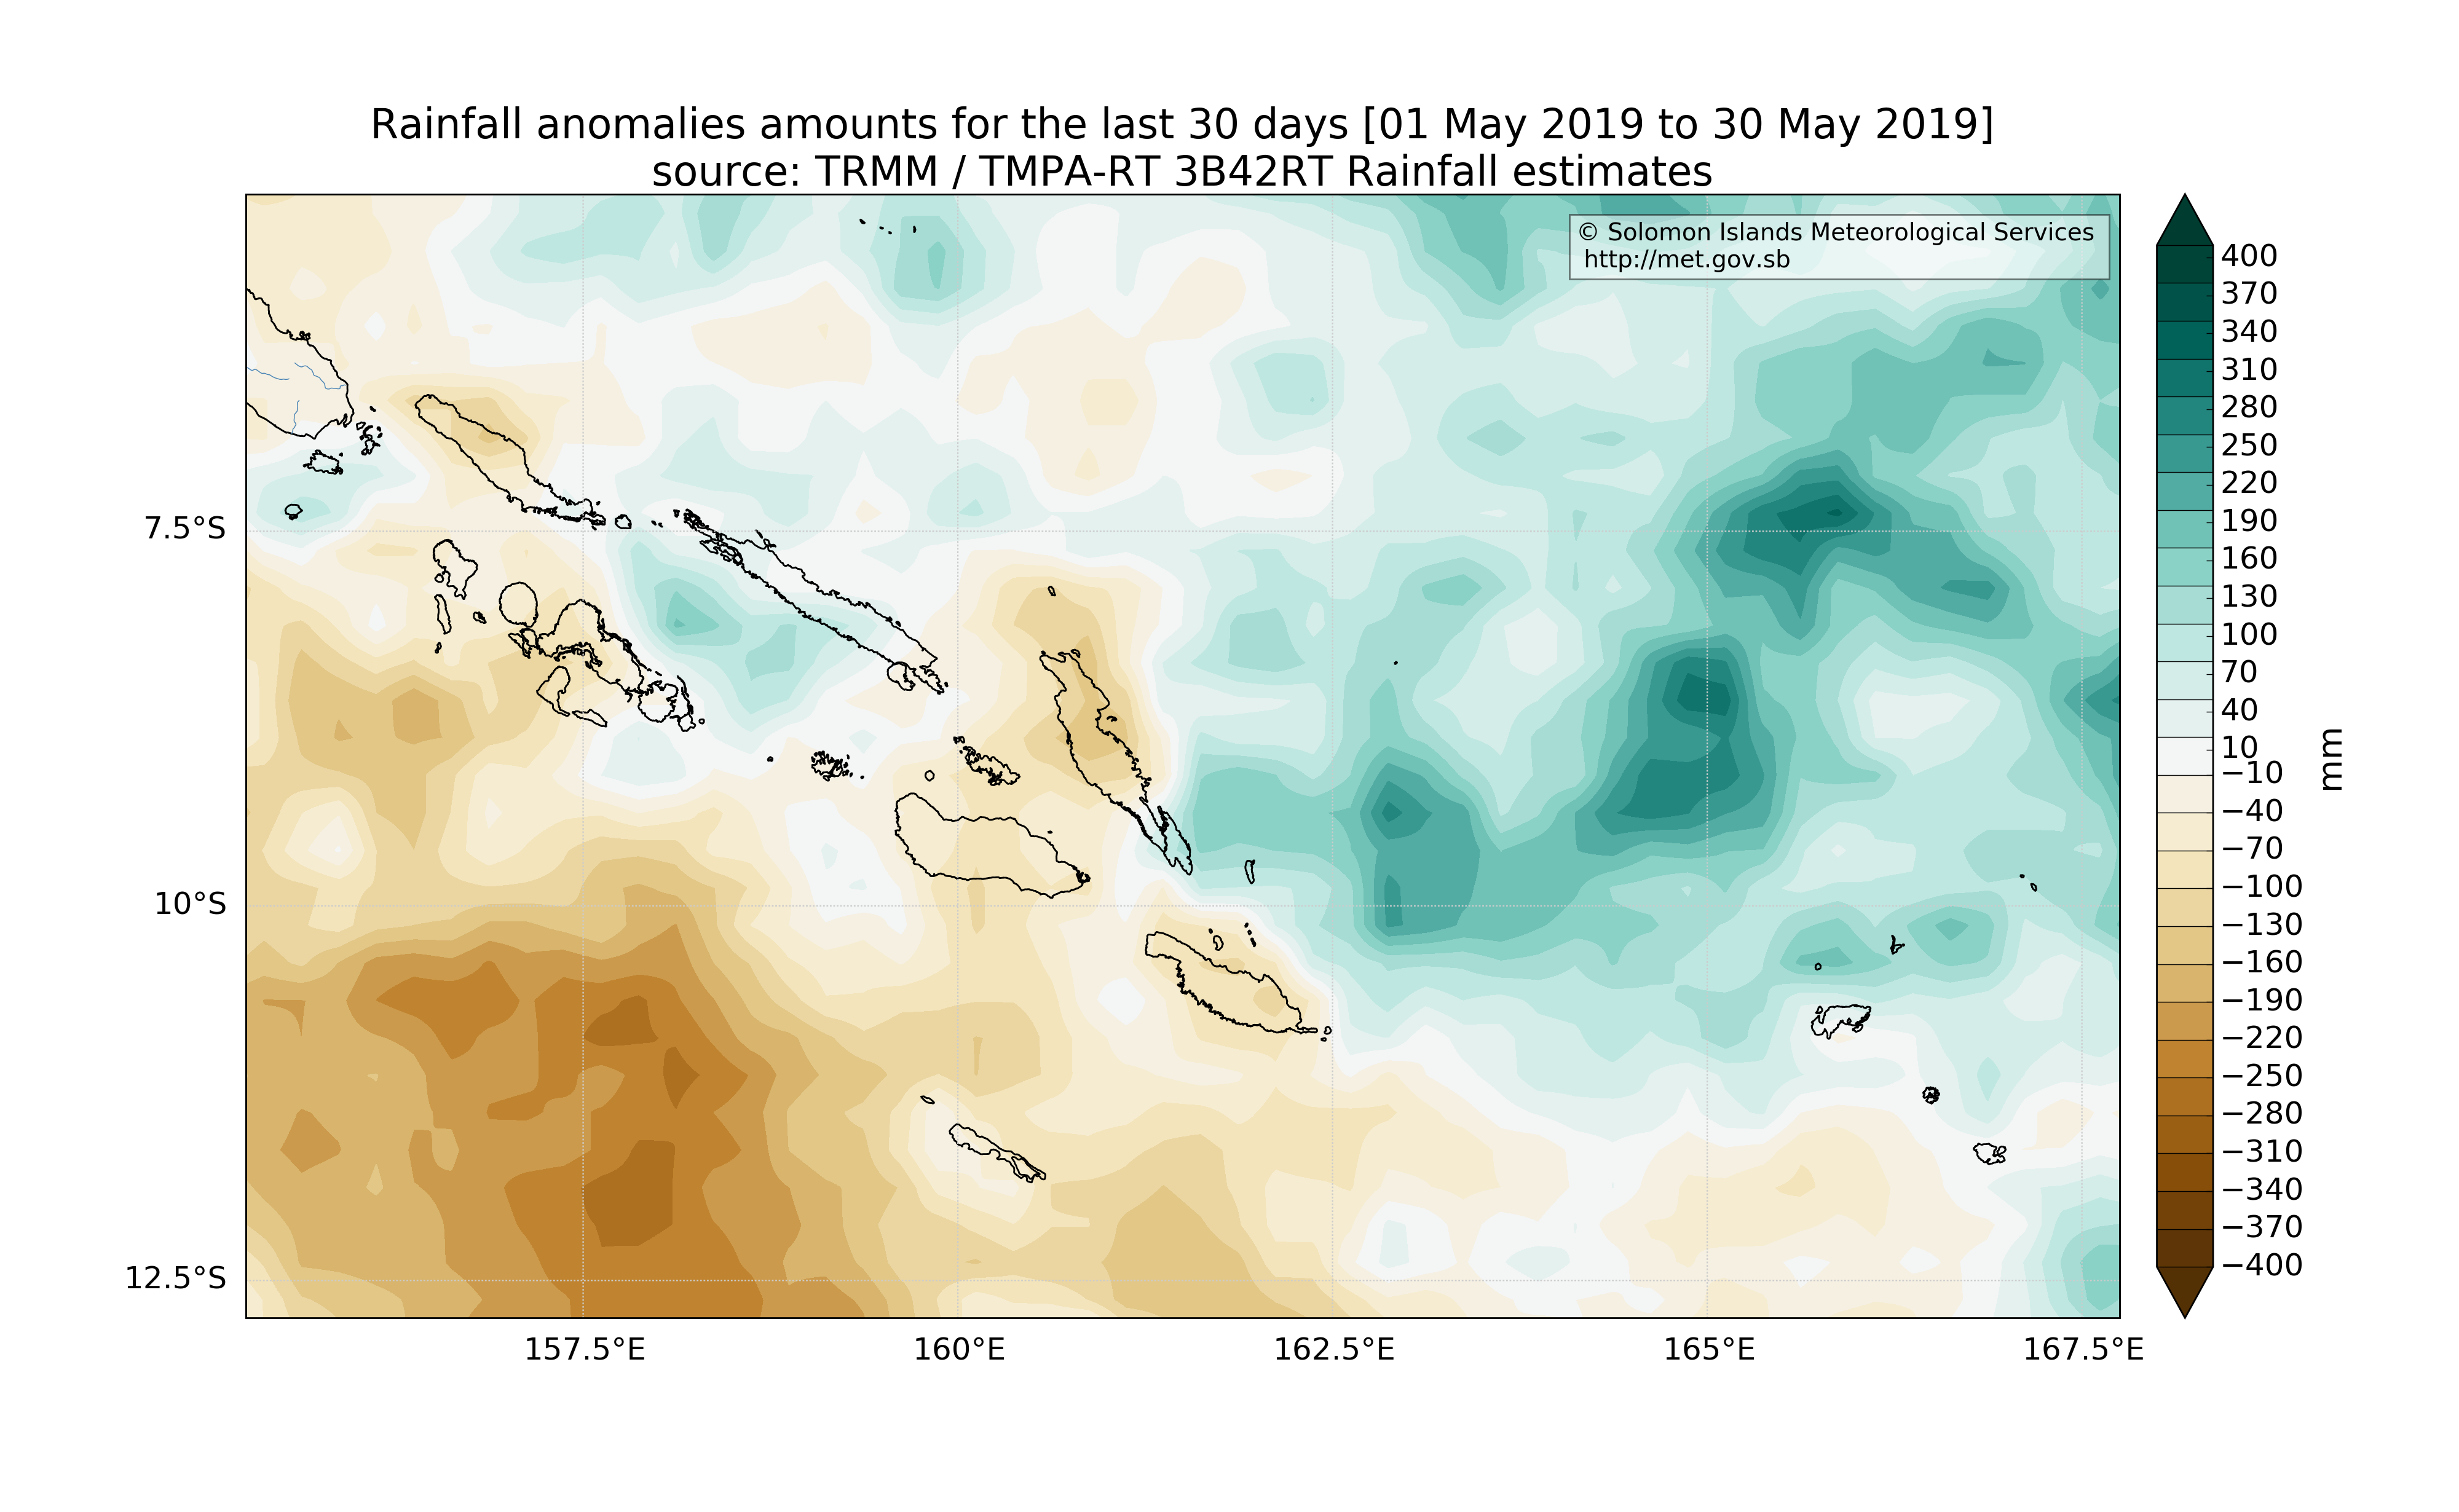 Rainfall anomalies amounts for the last 30 days [01 May 2019 to 30 May 2019]
source: TRMM / TMPA-RT 3B42RT Rainfall estimates
© Solomon Islands Meteorological Services
http://met.gov.sb
7.5°S
10°S
12.5°S
157.5°E
160°E
162.5°E
165°E
167.5°E
400
370
340
310
280
250
220
190
160
130
100
70
40
10
−10
−40
−70
−100
−130
−160
−190
−220
−250
−280
−310
−340
−370
−400
mm